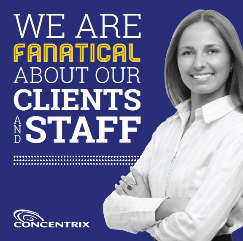 WE ARE
FANATICAL
ABOUT OUR
CLIENTS
AND STAFF
CONCENTRIX